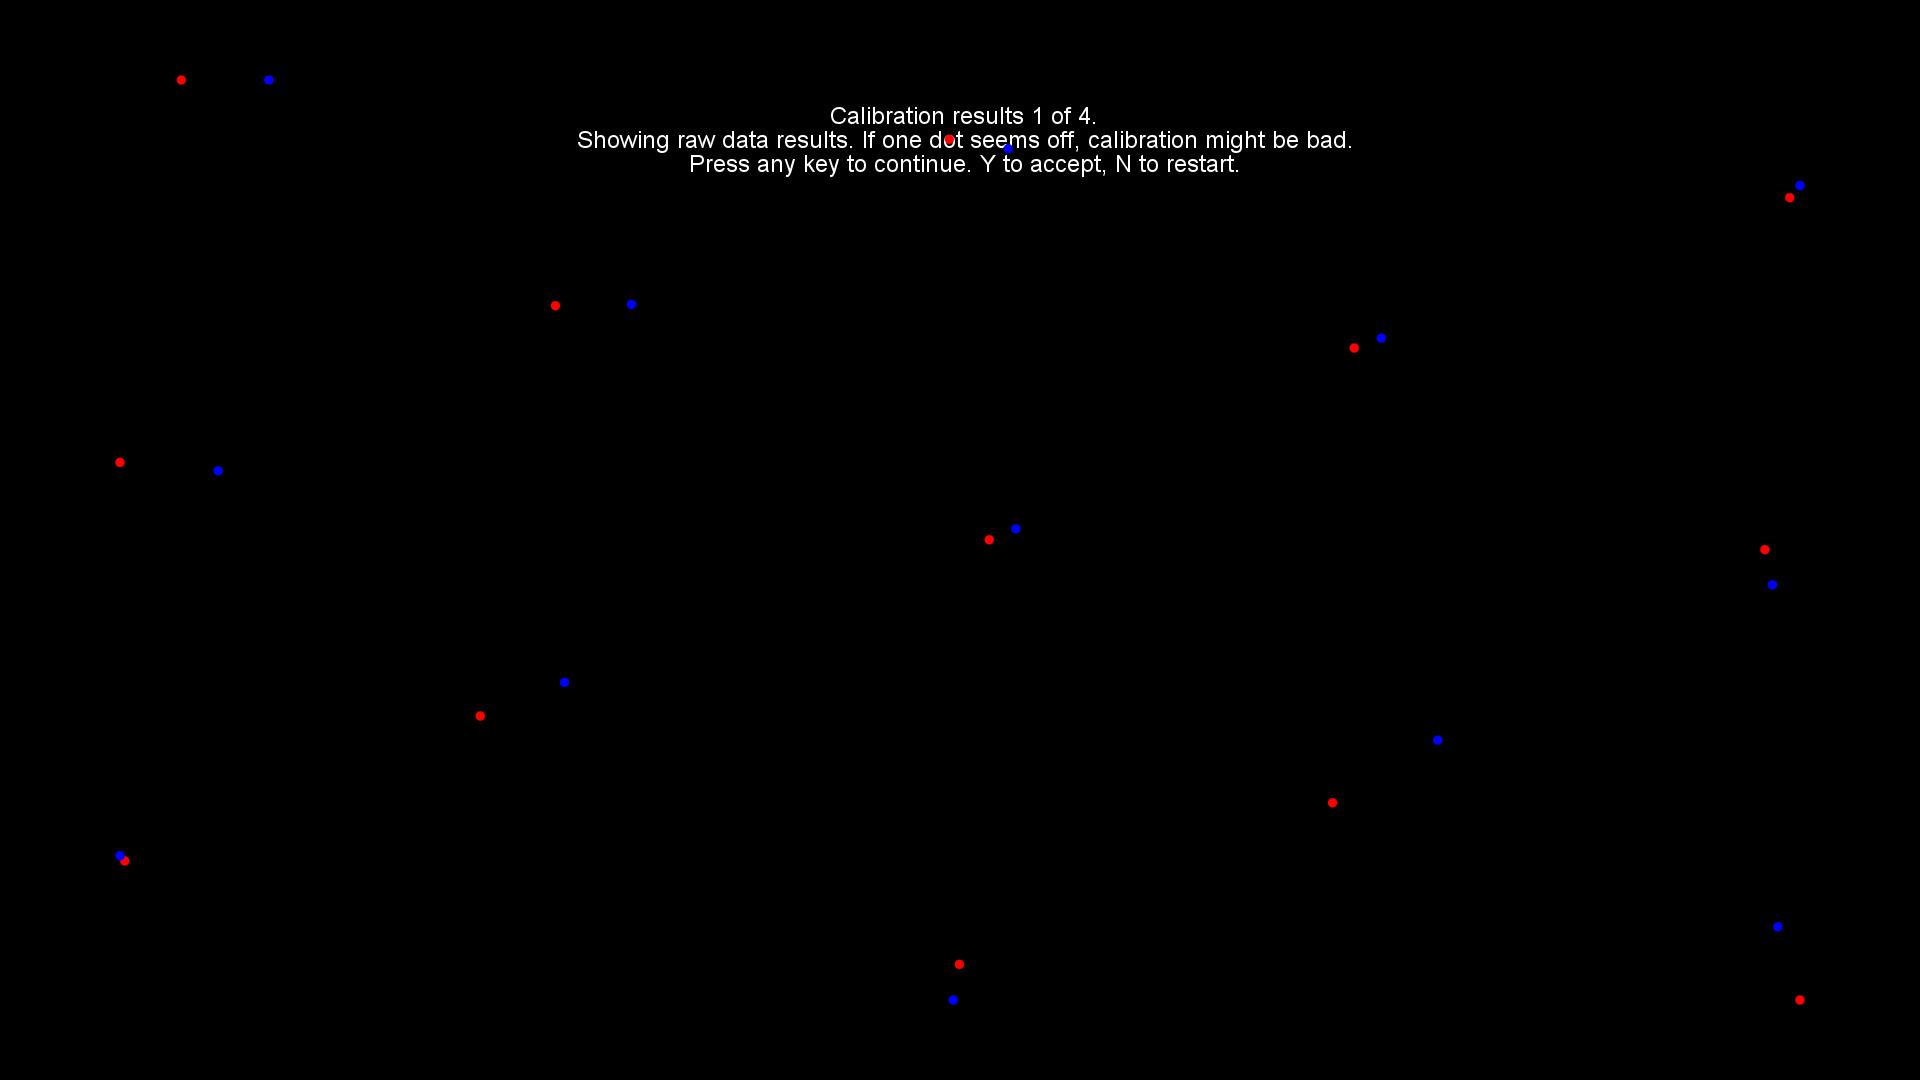 Calibration results 1 of 4.
Showing raw data results. If one dot seems off, calibration might be bad.
Press any key to continue. Y to accept, N to restart.